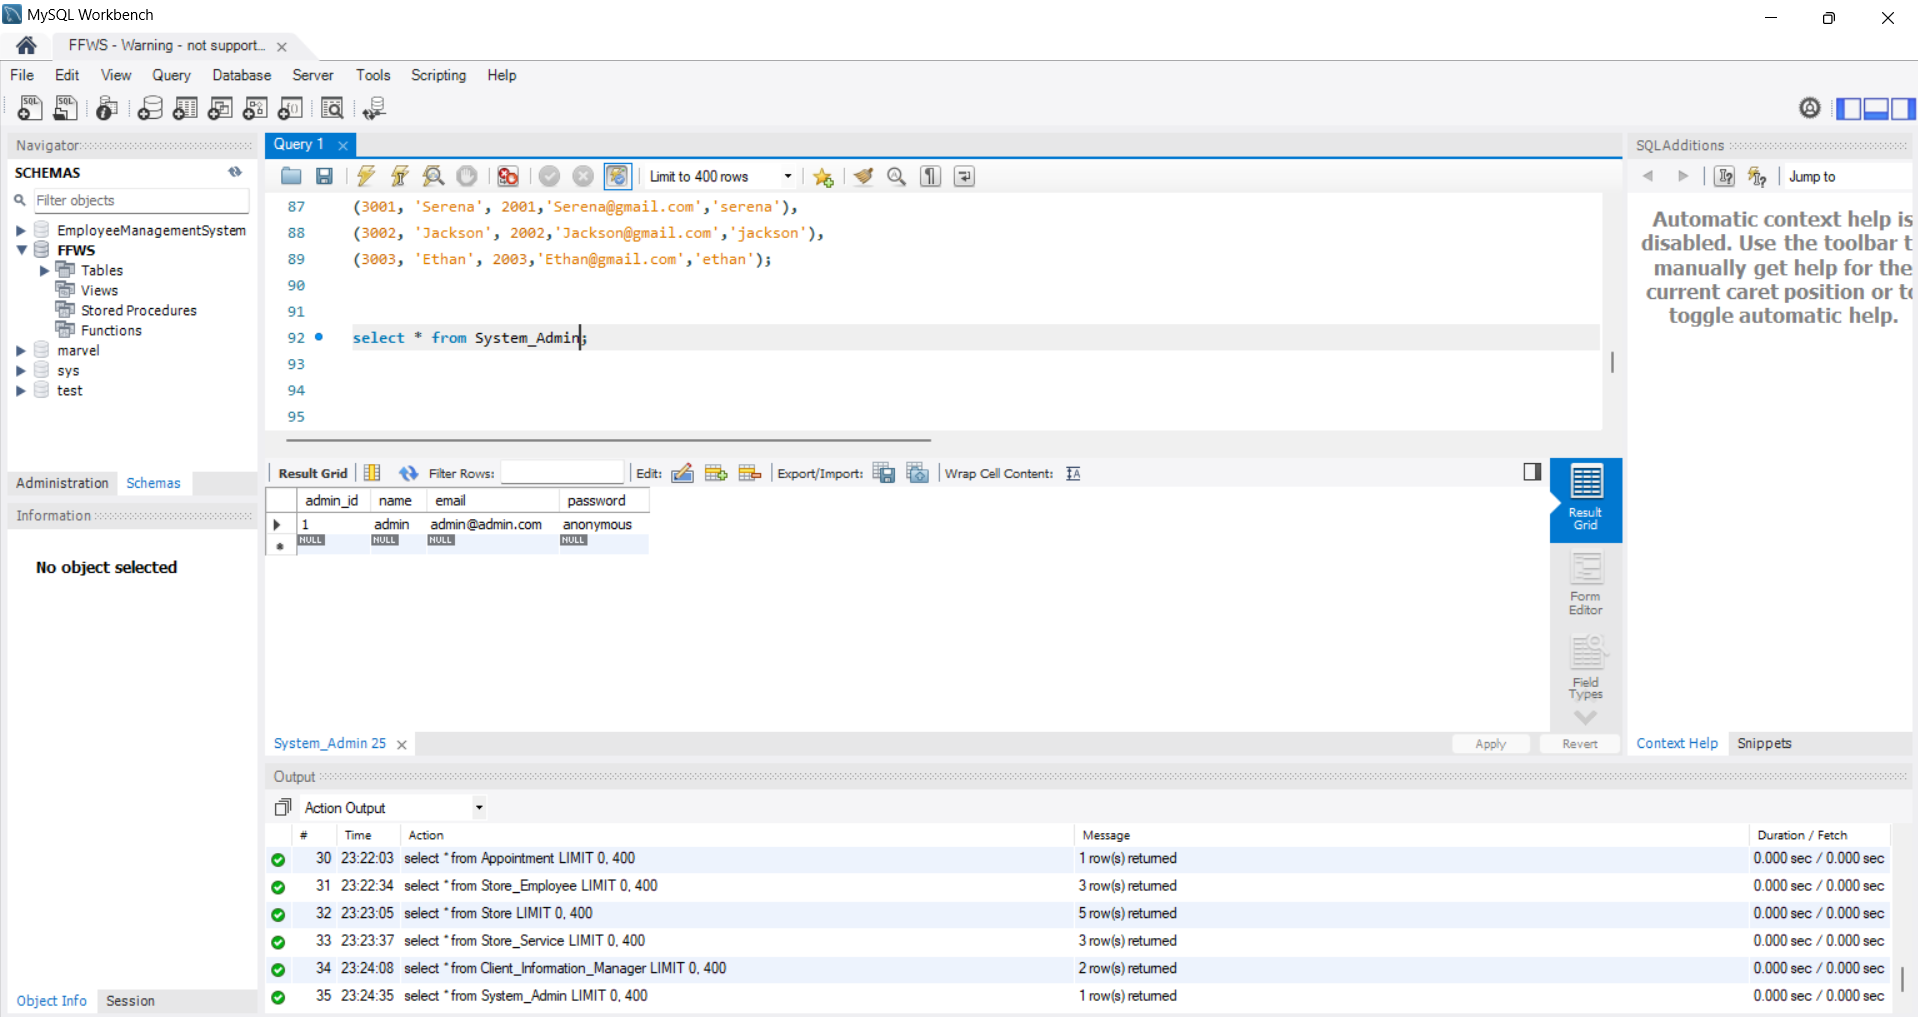 MySQL Workbench
FFWS - Warning - not support...
File Edit View Query Database Server Tools Scripting Help
Navigator
SCHEMAS
Filter objects
EmployeeManagementSystem
FFWS
Tables
Views
Stored Procedures
Functions
marvel
sys
test
Administration Schemas
Information
No object selected
Object Info Session
Query 1
Limit to 400 rows
87 (3001, 'Serena', 2001,'Serena@gmail.com','serena'),
88 (3002, 'Jackson', 2002,'Jackson@gmail.com','jackson'),
89 (3003, 'Ethan', 2003,'Ethan@gmail.com','ethan');
90
91
92 select * from System_Admin;
93
94
95
Result Grid Filter Rows: Edit: Export/Import: Wrap Cell Content:
admin_id name email password
1 admin admin@admin.com anonymous
NULL NULL NULL NULL
Result Grid
Form Editor
Field Types
System_Admin 25
Apply Revert
SQLAdditions
Jump to
Automatic context help is
disabled. Use the toolbar t
manually get help for the
current caret position or to
toggle automatic help.
Context Help Snippets
Output
Action Output
# Time Action Message Duration / Fetch
30 23:22:03 select * from Appointment LIMIT 0, 400 1 row(s) returned 0.000 sec / 0.000 sec
31 23:22:34 select * from Store_Employee LIMIT 0, 400 3 row(s) returned 0.000 sec / 0.000 sec
32 23:23:05 select * from Store LIMIT 0, 400 5 row(s) returned 0.000 sec / 0.000 sec
33 23:23:37 select * from Store_Service LIMIT 0, 400 3 row(s) returned 0.000 sec / 0.000 sec
34 23:24:08 select * from Client_Information_Manager LIMIT 0, 400 2 row(s) returned 0.000 sec / 0.000 sec
35 23:24:35 select * from System_Admin LIMIT 0, 400 1 row(s) returned 0.000 sec / 0.000 sec